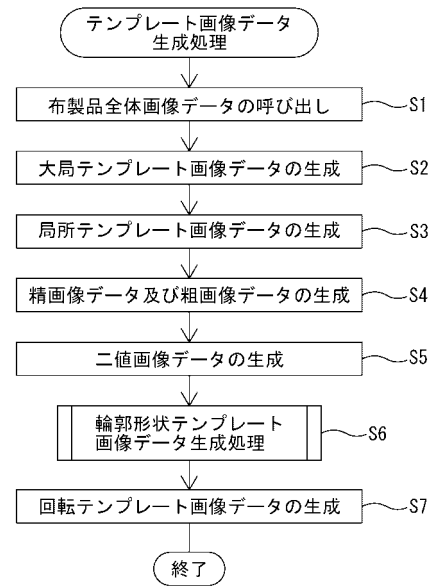 テンプレート画像データ
生成処理
布製品全体画像データの呼び出し S1
大局テンプレート画像データの生成 S2
局所テンプレート画像データの生成 S3
精画像データ及び粗画像データの生成 S4
二値画像データの生成 S5
輪郭形状テンプレート
画像データ生成処理 S6
回転テンプレート画像データの生成 S7
終了